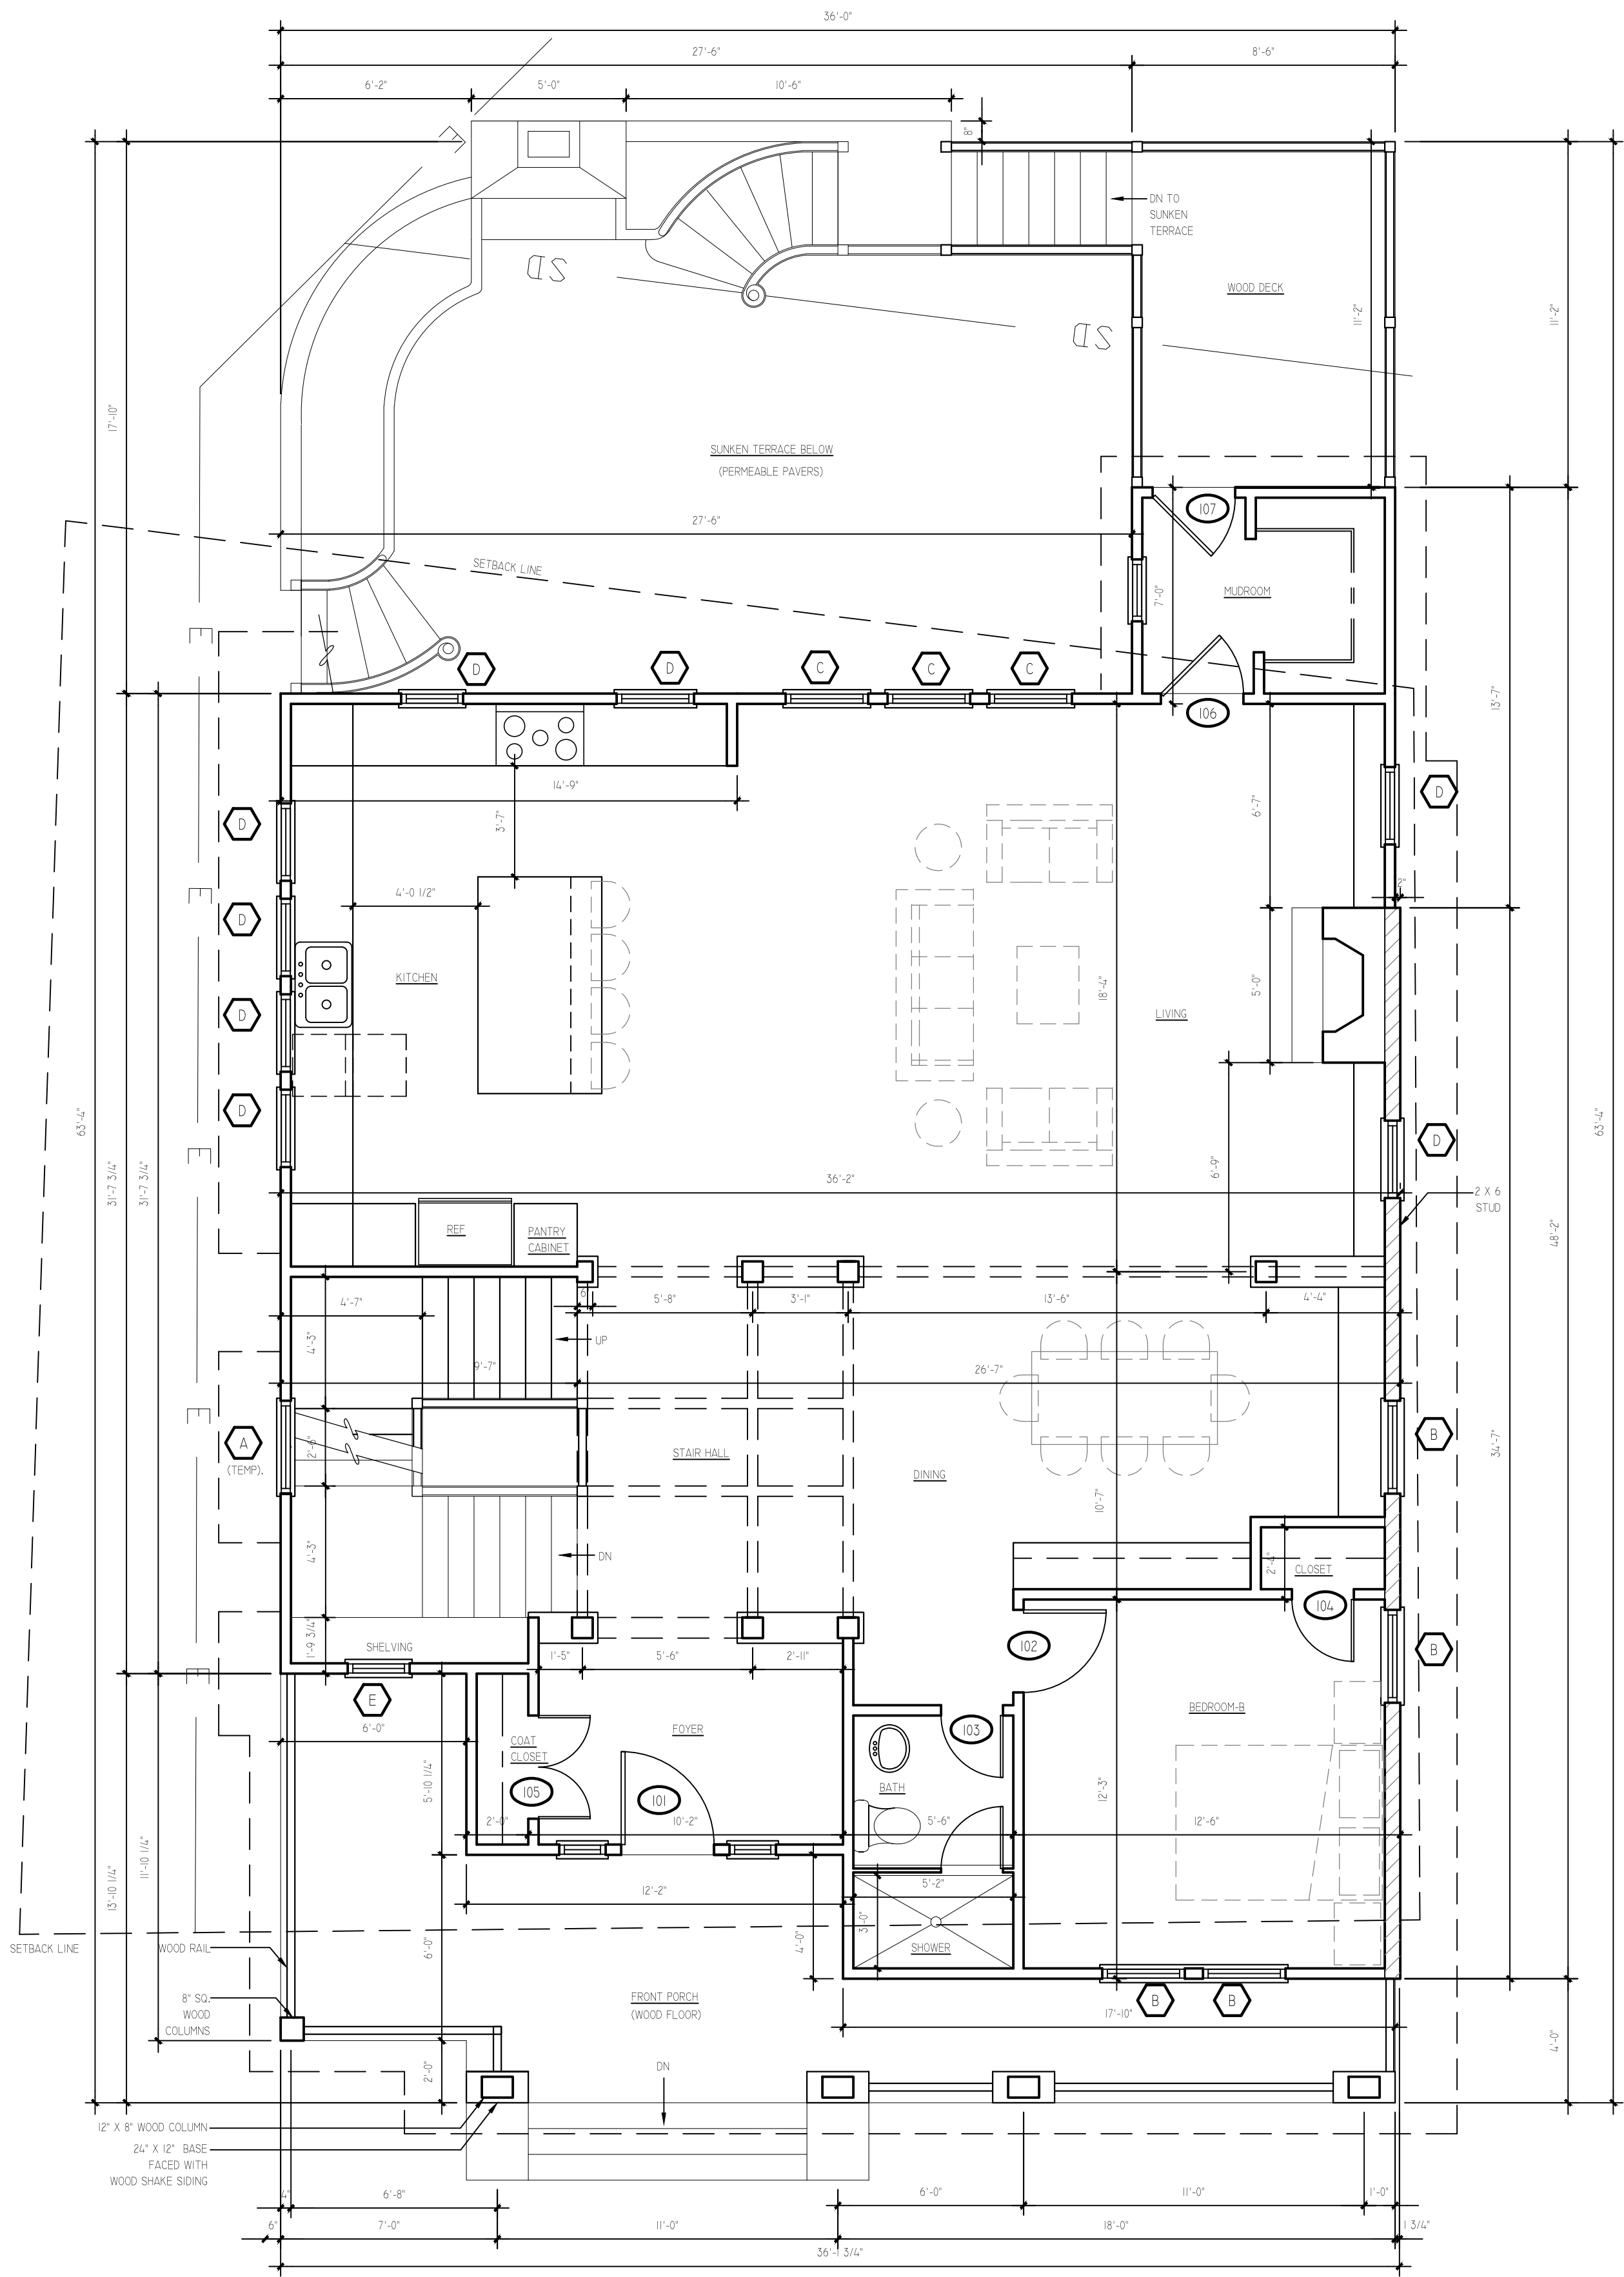 36'-0"
27'-6"
8'-6"
6'-2"
5'-0"
10'-6"
8"
DN TO
SUNKEN
TERRACE
SD
WOOD DECK
11'-2"
11'-2"
SD
17'-10"
SUNKEN TERRACE BELOW
(PERMEABLE PAVERS)
27'-6"
107
SETBACK LINE
7'-0"
MUDROOM
E
D
D
C
C
C
13'-7"
106
14'-9"
D
3'-7"
6'-7"
D
2"
4'-0 1/2"
E
D
KITCHEN
18'-4"
5'-0"
LIVING
D
D
D
63'-4"
63'-4"
E
31'-7 3/4"
31'-7 3/4"
36'-2"
6'-9"
2 X 6
STUD
REF
PANTRY
CABINET
48'-2"
4'-7"
6"
5'-8"
3'-1"
13'-6"
4'-4"
4'-3"
UP
9'-7"
26'-7"
E
A
(TEMP).
2'-6"
STAIR HALL
DINING
B
34'-7"
10'-7"
4'-3"
DN
2'-4"
CLOSET
104
1'-9 3/4"
SHELVING
1'-5"
5'-6"
2'-11"
102
B
E
E
6'-0"
FOYER
103
BEDROOM-B
COAT
CLOSET
5'-10 1/4"
BATH
105
101
12'-3"
2'-0"
10'-2"
5'-6"
12'-6"
13'-10 1/4"
11'-10 1/4"
12'-2"
5'-2"
3'-0"
4'-0"
6'-0"
SETBACK LINE
WOOD RAIL
SHOWER
8" SQ.
WOOD
COLUMNS
FRONT PORCH
(WOOD FLOOR)
B
B
17'-10"
4'-0"
2'-0"
DN
12" X 8" WOOD COLUMN
24" X 12" BASE
FACED WITH
WOOD SHAKE SIDING
4"
6'-8"
6'-0"
11'-0"
1'-0"
6"
7'-0"
11'-0"
18'-0"
1 3/4"
36'-1 3/4"